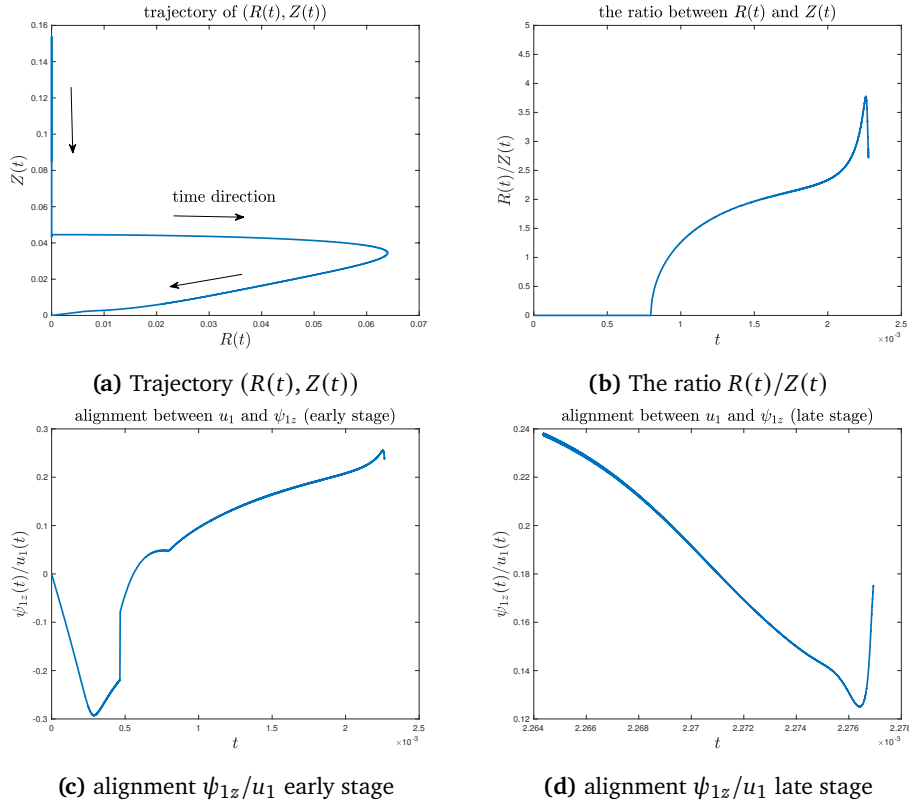 trajectory of (R(t), Z(t))
0.16
0.14
0.12
0.1
0.08
0.06
0.04
0.02
0
Z(t)
time direction
0 0.01 0.02 0.03 0.04 0.05 0.06 0.07
R(t)
(a) Trajectory (R(t), Z(t))
the ratio between R(t) and Z(t)
5
4.5
4
3.5
3
2.5
2
1.5
1
0.5
0
R(t)/Z(t)
0 0.5 1 1.5 2 2.5
×10⁻³
t
(b) The ratio R(t)/Z(t)
alignment between u₁ and ψ₁z (early stage)
0.3
0.2
0.1
0
-0.1
-0.2
-0.3
ψ₁z(t)/u₁(t)
0 0.5 1 1.5 2 2.5
×10⁻³
t
(c) alignment ψ₁z/u₁ early stage
alignment between u₁ and ψ₁z (late stage)
0.24
0.22
0.2
0.18
0.16
0.14
0.12
ψ₁z(t)/u₁(t)
2.264 2.266 2.268 2.27 2.272 2.274 2.276 2.278
×10⁻³
t
(d) alignment ψ₁z/u₁ late stage